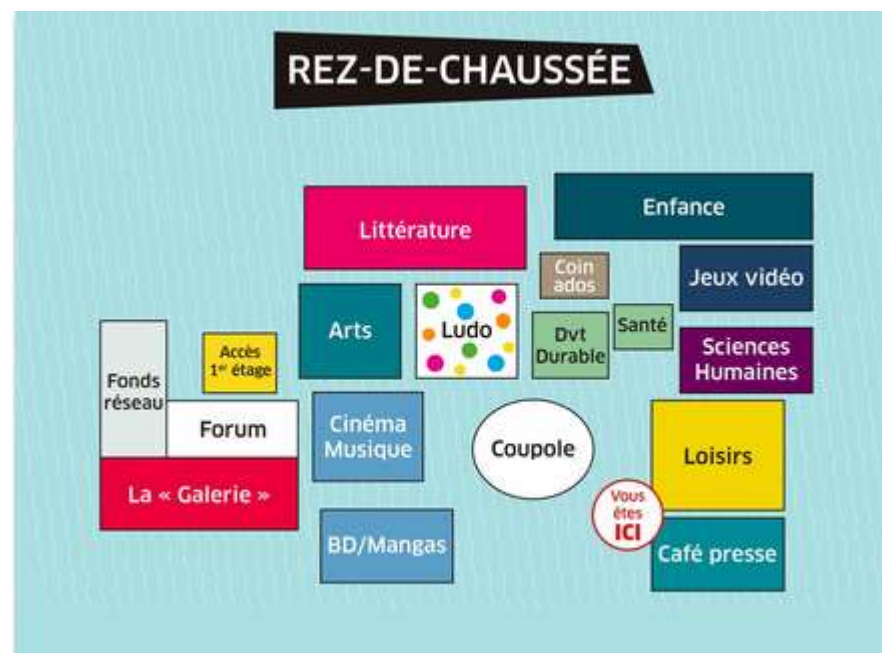 REZ-DE-CHAUSSÉE
Littérature
Enfance
Coin
ados
Jeux vidéo
Arts
Ludo
Dvt
Durable
Santé
Sciences
Humaines
Fonds
réseau
Accès
1er étage
Forum
La « Galerie »
Cinéma
Musique
Coupole
Loisirs
Vous
êtes
ICI
BD/Mangas
Café presse